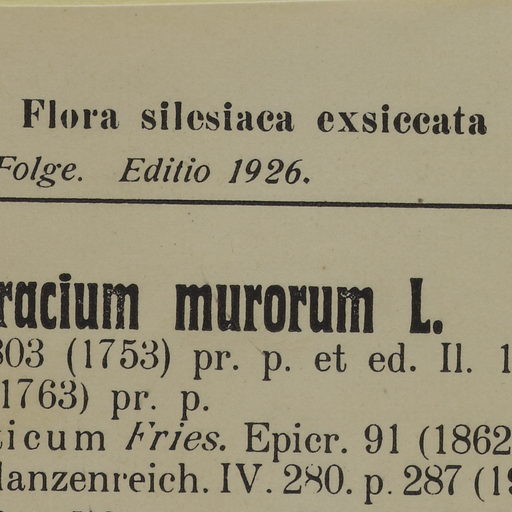 Flora silesiaca exsiccata
Folge. Editio 1926.
racium murorum L.
303 (1753) pr. p. et ed. II. 1
1763) pr. p.
ticum Fries. Epicr. 91 (1862
lanzenreich. IV. 280. p. 287 (19